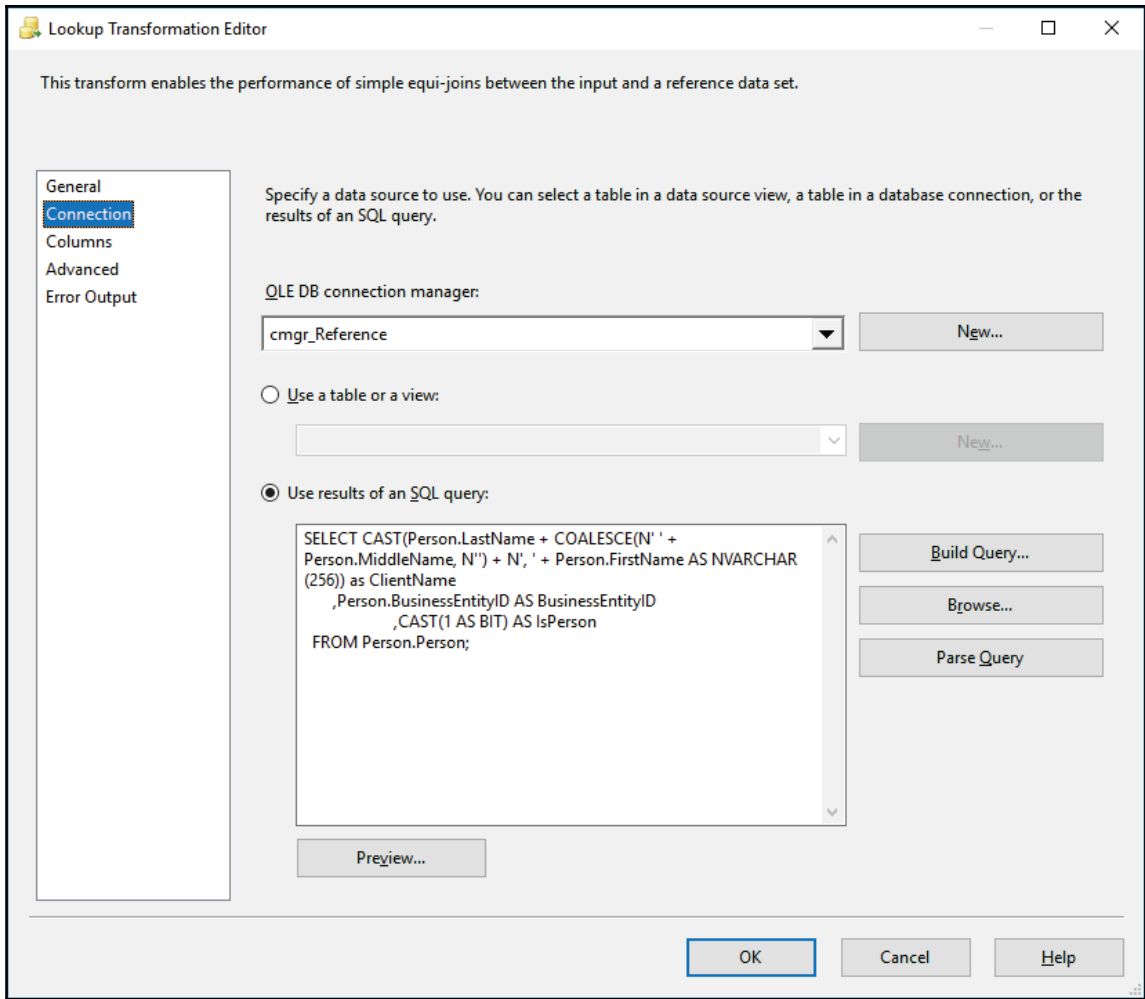 Lookup Transformation Editor
This transform enables the performance of simple equi-joins between the input and a reference data set.
General
Connection
Columns
Advanced
Error Output
Specify a data source to use. You can select a table in a data source view, a table in a database connection, or the
results of an SQL query.
OLE DB connection manager:
cmgr_Reference
New...
Use a table or a view:
New...
Use results of an SQL query:
SELECT CAST(Person.LastName + COALESCE(N' ' +
Person.MiddleName, N'') + N', ' + Person.FirstName AS NVARCHAR
(256)) as ClientName
,Person.BusinessEntityID AS BusinessEntityID
,CAST(1 AS BIT) AS IsPerson
FROM Person.Person;
Build Query...
Browse...
Parse Query
Preview...
OK
Cancel
Help